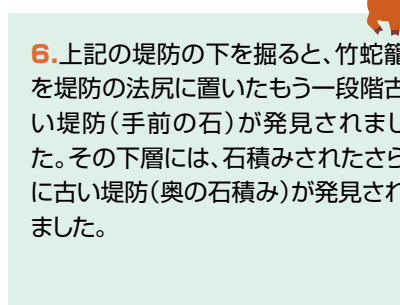 6.上記の堤防の下を掘ると、竹蛇籠
を堤防の法尻に置いたもう一段階古
い堤防(手前の石)が発見されまし
た。その下層には、石積みされたさら
に古い堤防(奥の石積み)が発見され
ました。